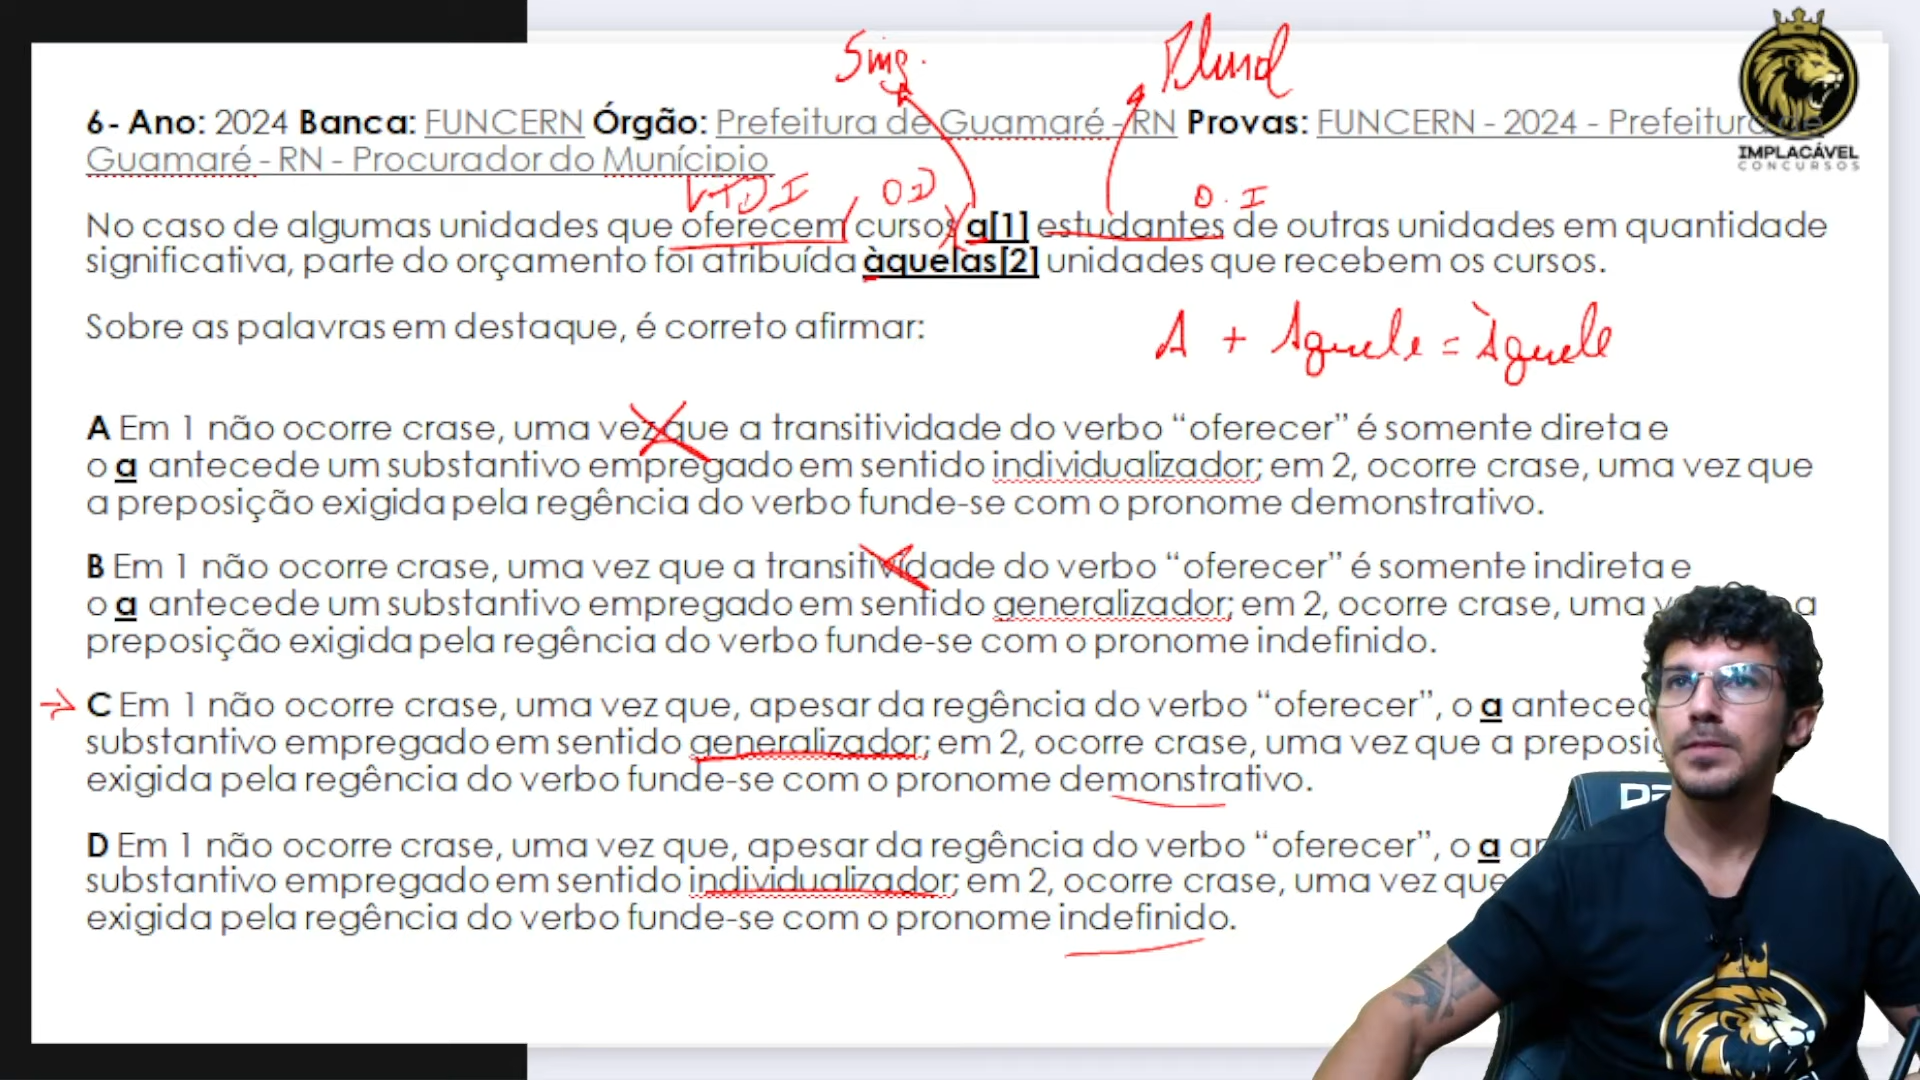 Sing. Plural
6- Ano: 2024 Banca: FUNCERN Órgão: Prefeitura de Guamaré - RN Provas: FUNCERN - 2024 - Prefeitura de
Guamaré - RN - Procurador do Munícipio
IMPLACÁVEL
CONCURSOS
VTDI OD O.I
No caso de algumas unidades que oferecem cursos a[1] estudantes de outras unidades em quantidade
significativa, parte do orçamento foi atribuída àquelas[2] unidades que recebem os cursos.
Sobre as palavras em destaque, é correto afirmar:
A + Aquele = Àquele
A Em 1 não ocorre crase, uma vez que a transitividade do verbo “oferecer” é somente direta e
o a antecede um substantivo empregado em sentido individualizador; em 2, ocorre crase, uma vez que
a preposição exigida pela regência do verbo funde-se com o pronome demonstrativo.
B Em 1 não ocorre crase, uma vez que a transitividade do verbo “oferecer” é somente indireta e
o a antecede um substantivo empregado em sentido generalizador; em 2, ocorre crase, uma a
preposição exigida pela regência do verbo funde-se com o pronome indefinido.
C Em 1 não ocorre crase, uma vez que, apesar da regência do verbo “oferecer”, o a
substantivo empregado em sentido generalizador; em 2, ocorre crase, uma vez que a
exigida pela regência do verbo funde-se com o pronome demonstrativo.
D Em 1 não ocorre crase, uma vez que, apesar da regência do verbo “oferecer”, o a
substantivo empregado em sentido individualizador; em 2, ocorre crase, uma vez que
exigida pela regência do verbo funde-se com o pronome indefinido.